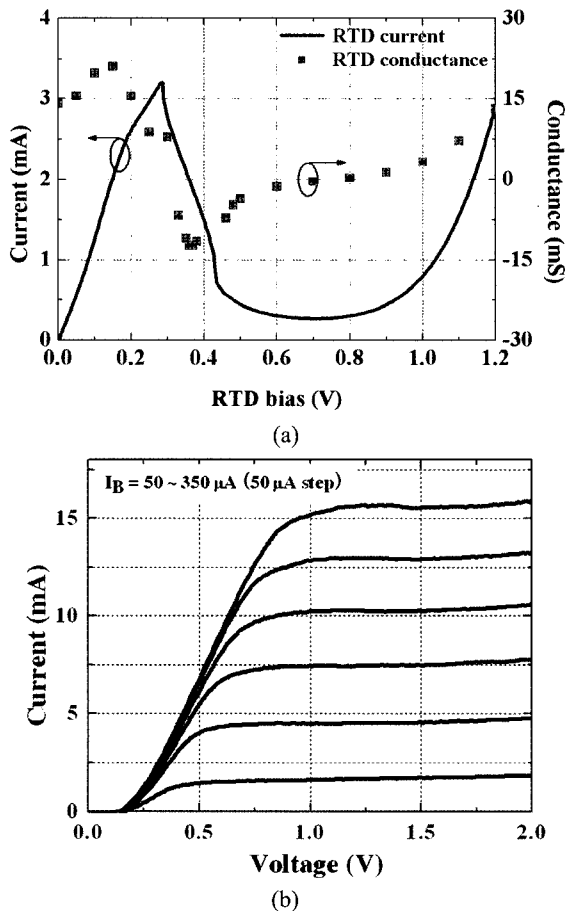 (a)
4
3
2
1
0
Current (mA)
RTD current
RTD conductance
30
15
0
-15
-30
Conductance (mS)
0.0 0.2 0.4 0.6 0.8 1.0 1.2
RTD bias (V)
(a)
I_B = 50 ~ 350 µA (50 µA step)
15
10
5
0
Current (mA)
0.0 0.5 1.0 1.5 2.0
Voltage (V)
(b)